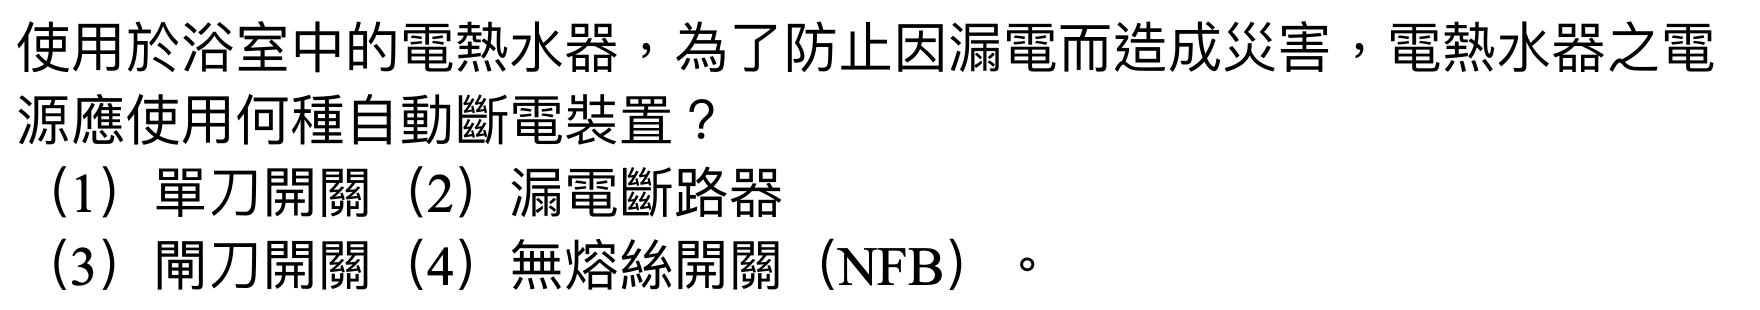 使用於浴室中的電熱水器，為了防止因漏電而造成災害，電熱水器之電
源應使用何種自動斷電裝置？
（1）單刀開關（2）漏電斷路器
（3）閘刀開關（4）無熔絲開關（NFB）。